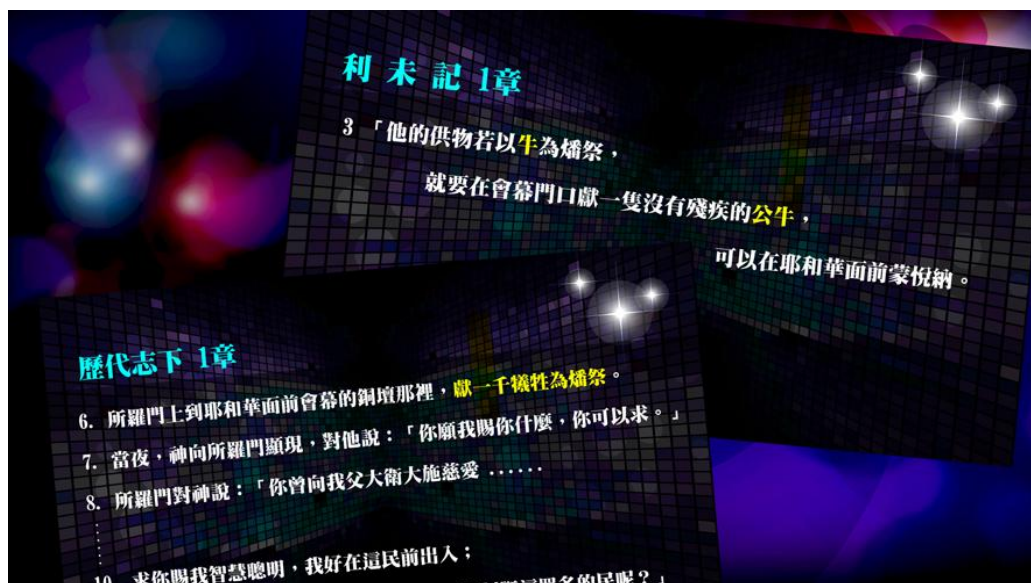 利未記 1章
3 「他的供物若以牛為燔祭，
就要在會幕門口獻一隻沒有殘疾的公牛，
可以在耶和華面前蒙悅納。
歷代志下 1章
6. 所羅門上到耶和華面前會幕的銅壇那裡，獻一千犧牲為燔祭。
7. 當夜，神向所羅門顯現，對他說：「你願我賜你什麼，你可以求。」
8. 所羅門對神說：「你曾向我父大衛大施慈愛 ......
......
10. 求你賜我智慧聰明，我好在這民前出入；
眾多的民呢？」